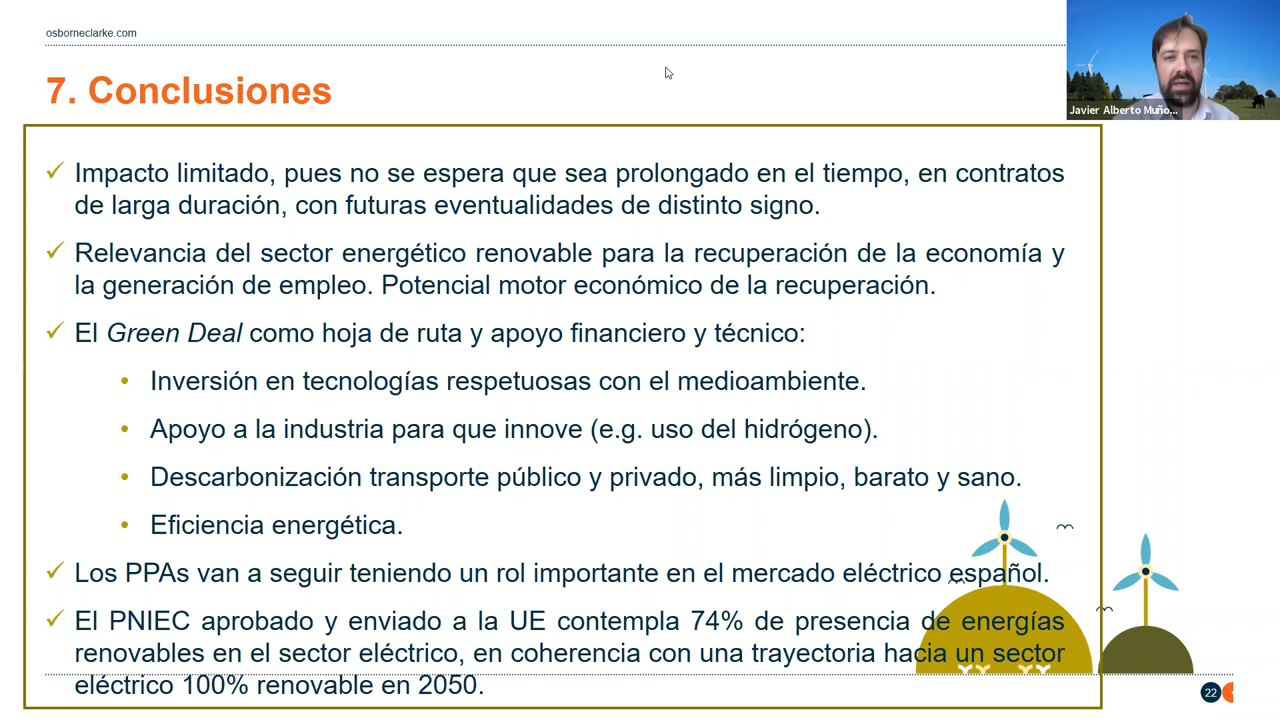 osborneclarke.com
7. Conclusiones
Javier Alberto Muño...
✓ Impacto limitado, pues no se espera que sea prolongado en el tiempo, en contratos
de larga duración, con futuras eventualidades de distinto signo.
✓ Relevancia del sector energético renovable para la recuperación de la economía y
la generación de empleo. Potencial motor económico de la recuperación.
✓ El Green Deal como hoja de ruta y apoyo financiero y técnico:
• Inversión en tecnologías respetuosas con el medioambiente.
• Apoyo a la industria para que innove (e.g. uso del hidrógeno).
• Descarbonización transporte público y privado, más limpio, barato y sano.
• Eficiencia energética.
✓ Los PPAs van a seguir teniendo un rol importante en el mercado eléctrico español.
✓ El PNIEC aprobado y enviado a la UE contempla 74% de presencia de energías
renovables en el sector eléctrico, en coherencia con una trayectoria hacia un sector
eléctrico 100% renovable en 2050.
22